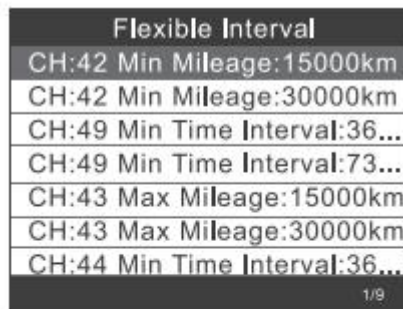 Flexible Interval
CH:42 Min Mileage:15000km
CH:42 Min Mileage:30000km
CH:49 Min Time Interval:36...
CH:49 Min Time Interval:73...
CH:43 Max Mileage:15000km
CH:43 Max Mileage:30000km
CH:44 Min Time Interval:36...
1/9